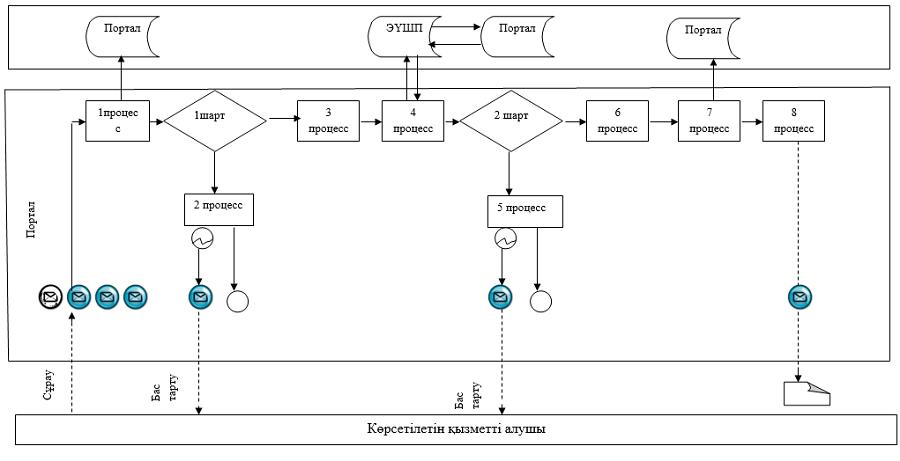 Портал
ЭҮШП
Портал
Портал
1процес
с
1шарт
3
процесс
4
процесс
2 шарт
6
процесс
7
процесс
8
процесс
2 процесс
5 процесс
Портал
Сұрау
Бас
тарту
Бас
тарту
Көрсетілетін қызметті алушы